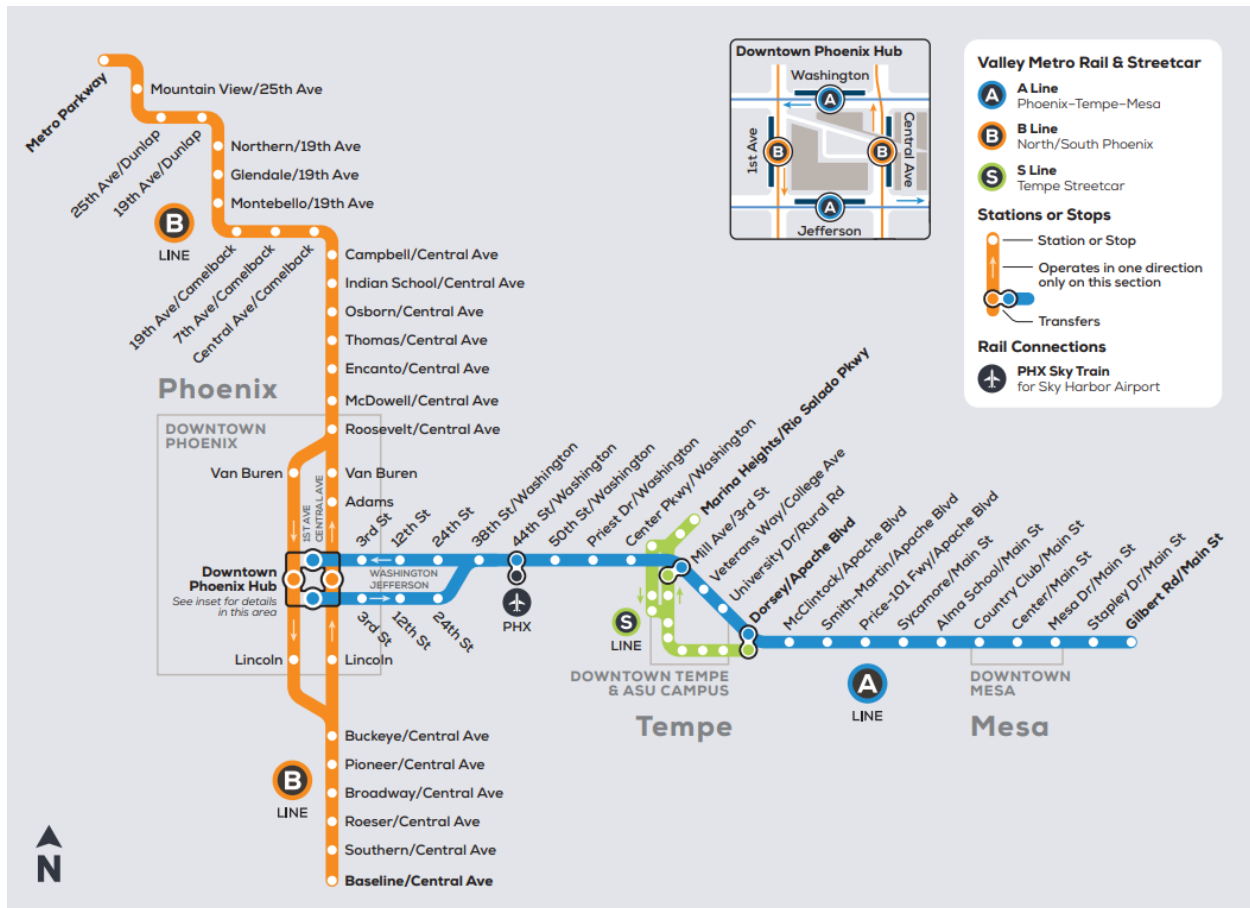 Metro Parkway
Mountain View/25th Ave
25th Ave/Dunlap
19th Ave/Dunlap
Northern/19th Ave
Glendale/19th Ave
Montebello/19th Ave
B
LINE
19th Ave/Camelback
7th Ave/Camelback
Central Ave/Camelback
Campbell/Central Ave
Indian School/Central Ave
Osborn/Central Ave
Thomas/Central Ave
Encanto/Central Ave
McDowell/Central Ave
Roosevelt/Central Ave
Phoenix
DOWNTOWN
PHOENIX
Van Buren
Van Buren
Adams
1ST AVE
CENTRAL AVE
Downtown
Phoenix Hub
See inset for details
in this area
Lincoln
Lincoln
Buckeye/Central Ave
Pioneer/Central Ave
Broadway/Central Ave
Roeser/Central Ave
Southern/Central Ave
Baseline/Central Ave
B
LINE
N
3rd St
12th St
24th St
WASHINGTON
JEFFERSON
3rd St
12th St
24th St
38th St/Washington
44th St/Washington
50th St/Washington
Priest Dr/Washington
Center Pkwy/Washington
PHX
Marina Heights/Rio Salado Pkwy
Mill Ave/3rd St
Veterans Way/College Ave
University Dr/Rural Rd
Dorsey/Apache Blvd
S
LINE
DOWNTOWN TEMPE
& ASU CAMPUS
Tempe
McClintock/Apache Blvd
Smith-Martin/Apache Blvd
Price-101 Fwy/Apache Blvd
Sycamore/Main St
Alma School/Main St
Country Club/Main St
Center/Main St
Mesa Dr/Main St
Stapley Dr/Main St
Gilbert Rd/Main St
A
LINE
DOWNTOWN
MESA
Mesa
Downtown Phoenix Hub
Washington
A
1st Ave
B
B
Central Ave
A
Jefferson
Valley Metro Rail & Streetcar
A
A Line
Phoenix-Tempe-Mesa
B
B Line
North/South Phoenix
S
S Line
Tempe Streetcar
Stations or Stops
Station or Stop
Operates in one direction
only on this section
Transfers
Rail Connections
PHX Sky Train
for Sky Harbor Airport